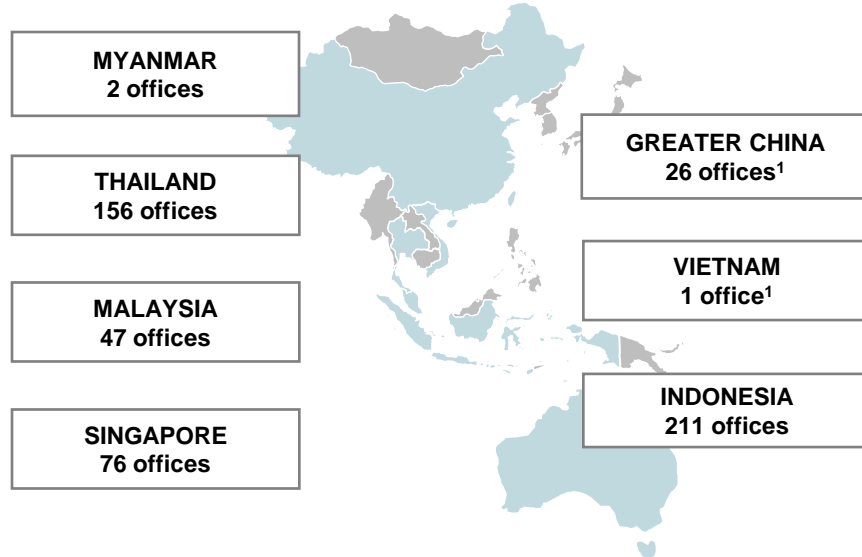 MYANMAR
2 offices
THAILAND
156 offices
MALAYSIA
47 offices
SINGAPORE
76 offices
GREATER CHINA
26 offices¹
VIETNAM
1 office¹
INDONESIA
211 offices